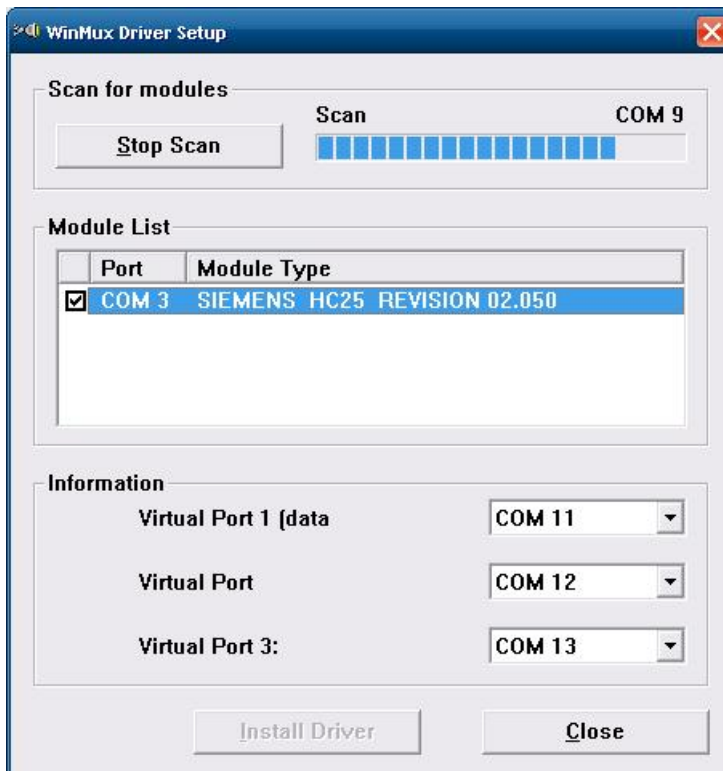 WinMux Driver Setup
Scan for modules
Scan COM 9
Stop Scan
Module List
Port Module Type
COM 3 SIEMENS HC25 REVISION 02.050
Information
Virtual Port 1 (data COM 11
Virtual Port COM 12
Virtual Port 3: COM 13
Install Driver Close